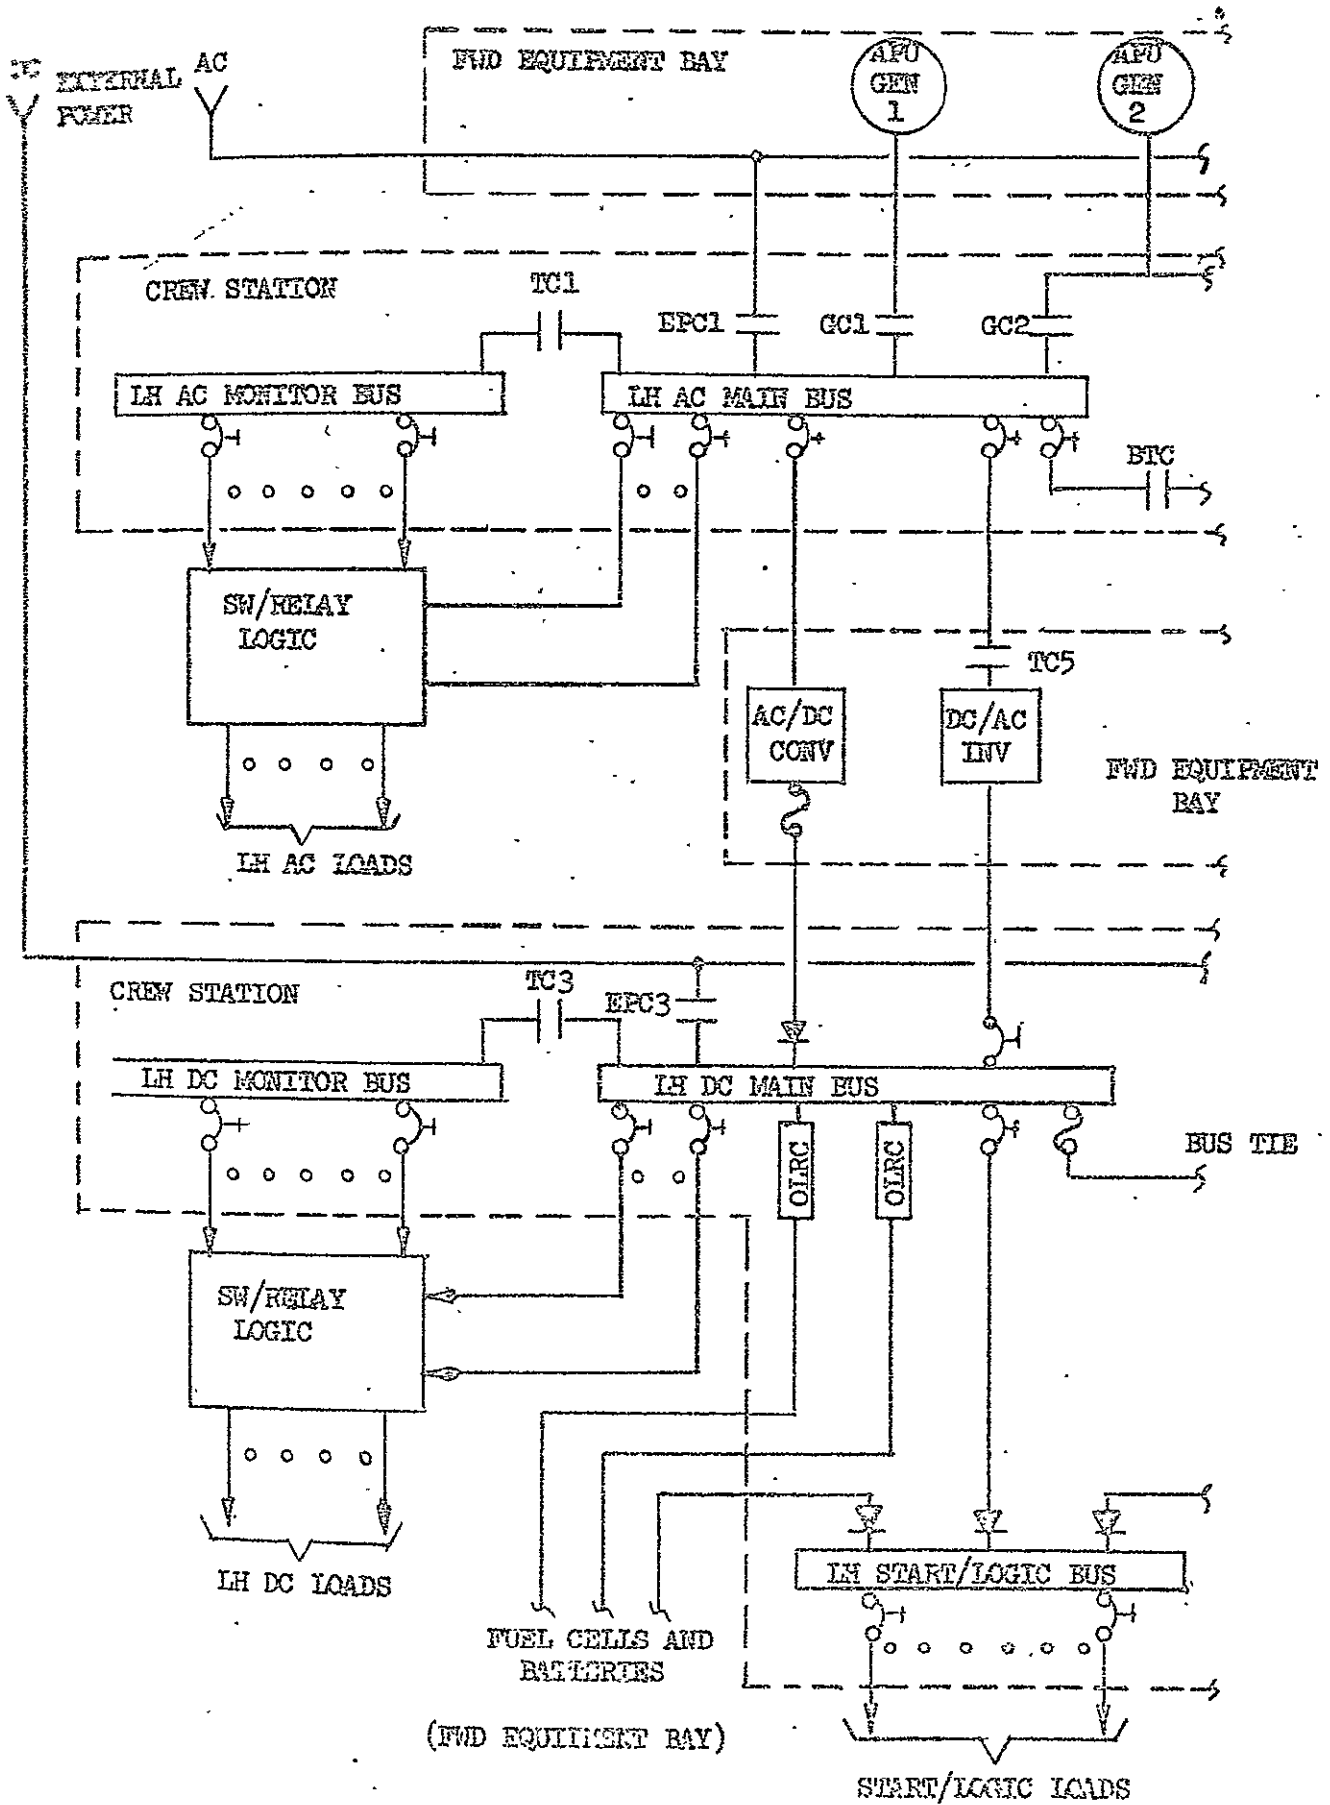 EXTERNAL
POWER
AC
FWD EQUIPMENT BAY
APU
GEN
1
APU
GEN
2
CREW STATION
TC1
EPC1
GC1
GC2
LH AC MONITOR BUS
LH AC MAIN BUS
BTC
SW/RELAY
LOGIC
TC5
AC/DC
CONV
DC/AC
INV
FWD EQUIPMENT
BAY
LH AC LOADS
CREW STATION
TC3
EPC3
LH DC MONITOR BUS
LH DC MAIN BUS
OLRC
OLRC
BUS TIE
SW/RELAY
LOGIC
LH DC LOADS
LH START/LOGIC BUS
FUEL CELLS AND
BATTERIES
(FWD EQUIPMENT BAY)
START/LOGIC LOADS